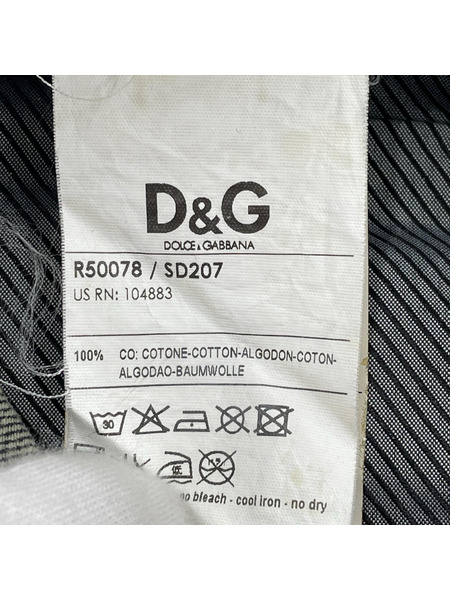 D&G
DOLCE & GABBANA
R50078 / SD207
US RN: 104883
100% CO: COTONE-COTTON-ALGODON-COTON-
ALGODAO-BAUMWOLLE
30
低
no bleach - cool iron - no dry